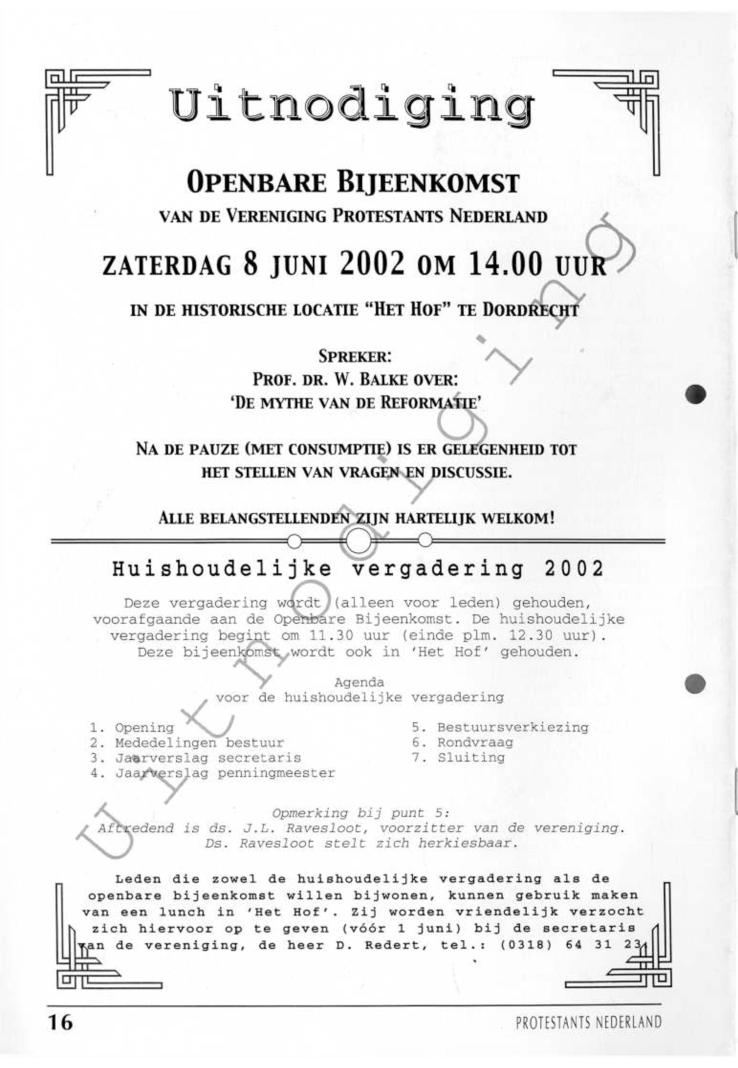 Uitnodiging
OPENBARE BIJEENKOMST
VAN DE VERENIGING PROTESTANTS NEDERLAND
ZATERDAG 8 JUNI 2002 OM 14.00 UUR
IN DE HISTORISCHE LOCATIE “HET HOF” TE DORDRECHT
SPREKER:
PROF. DR. W. BALKE OVER:
‘DE MYTHE VAN DE REFORMATIE’
NA DE PAUZE (MET CONSUMPTIE) IS ER GELEGENHEID TOT
HET STELLEN VAN VRAGEN EN DISCUSSIE.
ALLE BELANGSTELLENDEN ZIJN HARTELIJK WELKOM!
Uitnodiging
Huishoudelijke vergadering 2002
Deze vergadering wordt (alleen voor leden) gehouden,
voorafgaande aan de Openbare Bijeenkomst. De huishoudelijke
vergadering begint om 11.30 uur (einde plm. 12.30 uur).
Deze bijeenkomst wordt ook in ‘Het Hof’ gehouden.
Agenda
voor de huishoudelijke vergadering
1. Opening
2. Mededelingen bestuur
3. Jaarverslag secretaris
4. Jaarverslag penningmeester
5. Bestuursverkiezing
6. Rondvraag
7. Sluiting
Opmerking bij punt 5:
Aftredend is ds. J.L. Ravesloot, voorzitter van de vereniging.
Ds. Ravesloot stelt zich herkiesbaar.
Leden die zowel de huishoudelijke vergadering als de
openbare bijeenkomst willen bijwonen, kunnen gebruik maken
van een lunch in ‘Het Hof’. Zij worden vriendelijk verzocht
zich hiervoor op te geven (vóór 1 juni) bij de secretaris
van de vereniging, de heer D. Redert, tel.: (0318) 64 31 23.
16
PROTESTANTS NEDERLAND